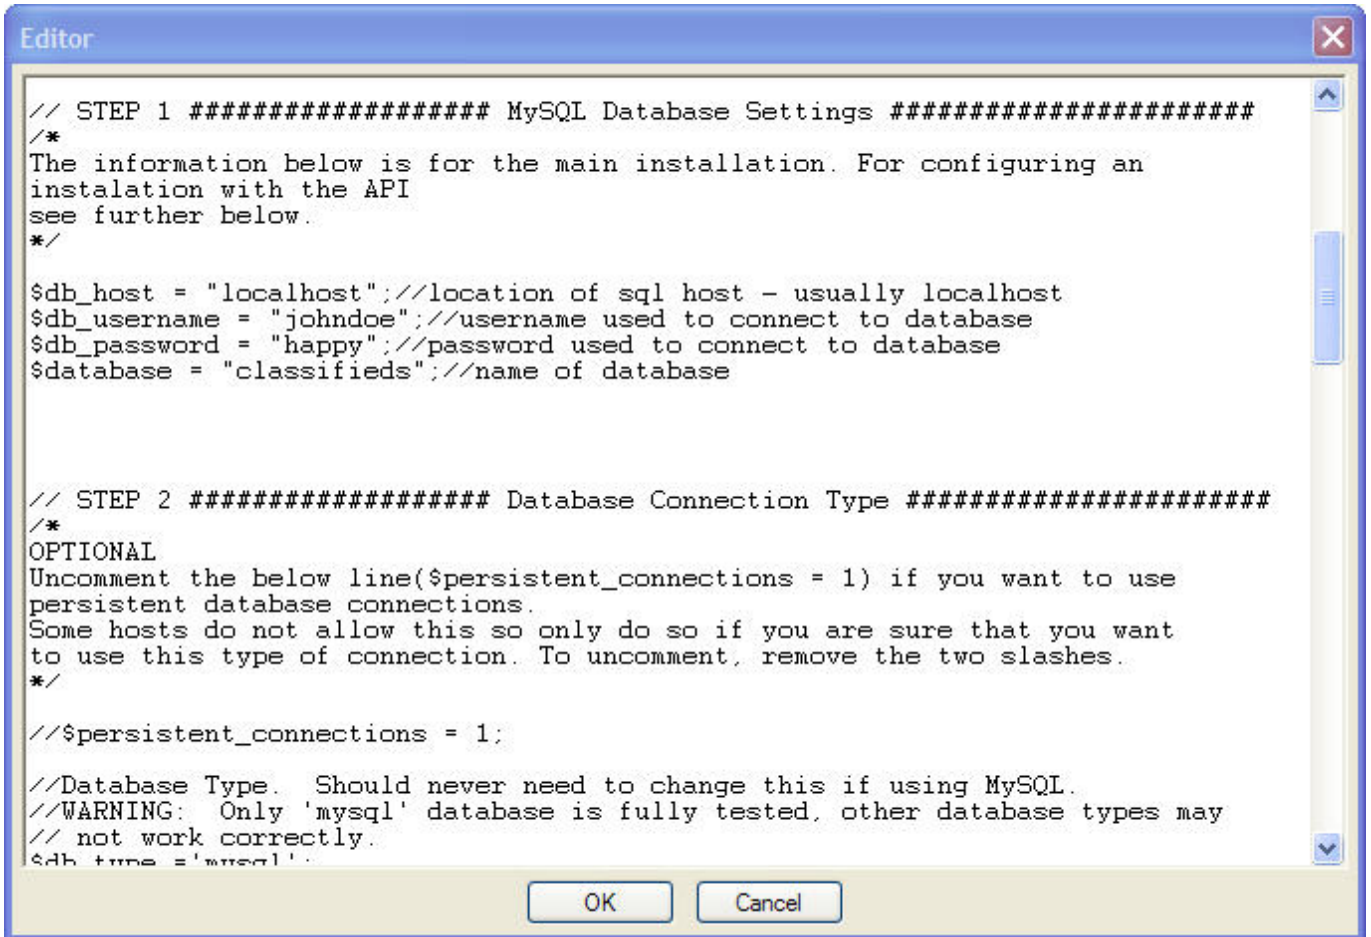 Editor
// STEP 1 ################### MySQL Database Settings #######################
/*
The information below is for the main installation. For configuring an
instalation with the API
see further below.
*/
$db_host = "localhost";//location of sql host – usually localhost
$db_username = "johndoe";//username used to connect to database
$db_password = "happy";//password used to connect to database
$database = "classifieds";//name of database
// STEP 2 ################### Database Connection Type #######################
/*
OPTIONAL
Uncomment the below line($persistent_connections = 1) if you want to use
persistent database connections.
Some hosts do not allow this so only do so if you are sure that you want
to use this type of connection. To uncomment, remove the two slashes.
*/
//$persistent_connections = 1;
//Database Type.  Should never need to change this if using MySQL.
//WARNING:  Only 'mysql' database is fully tested, other database types may
// not work correctly.
$db_type ='mysql';
OK
Cancel